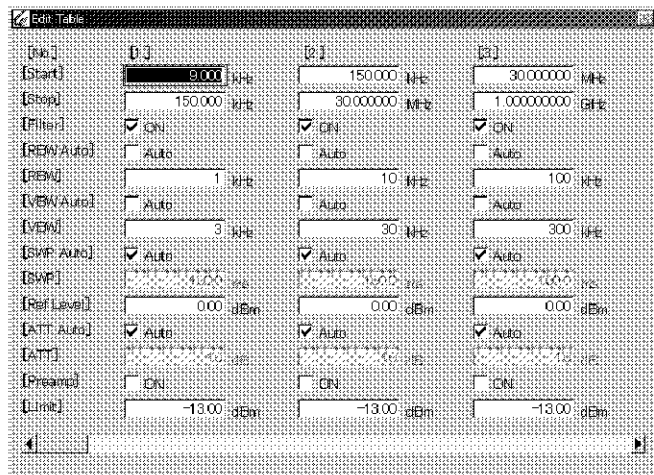 Edit Table
[No.] [1] [2] [3]
[Start] 9.000 kHz 150.000 kHz 30.000000 MHz
[Stop] 150.000 kHz 30.000000 MHz 1.000000000 GHz
[Filter] ON ON ON
[RBW Auto] Auto Auto Auto
[RBW] 1 kHz 10 kHz 100 kHz
[VBW Auto] Auto Auto Auto
[VBW] 3 kHz 30 kHz 300 kHz
[SWP Auto] Auto Auto Auto
[SWP]
[Ref Level] 0.00 dBm 0.00 dBm 0.00 dBm
[ATT Auto] Auto Auto Auto
[ATT]
[Preamp] ON ON ON
[Limit] -13.00 dBm -13.00 dBm -13.00 dBm